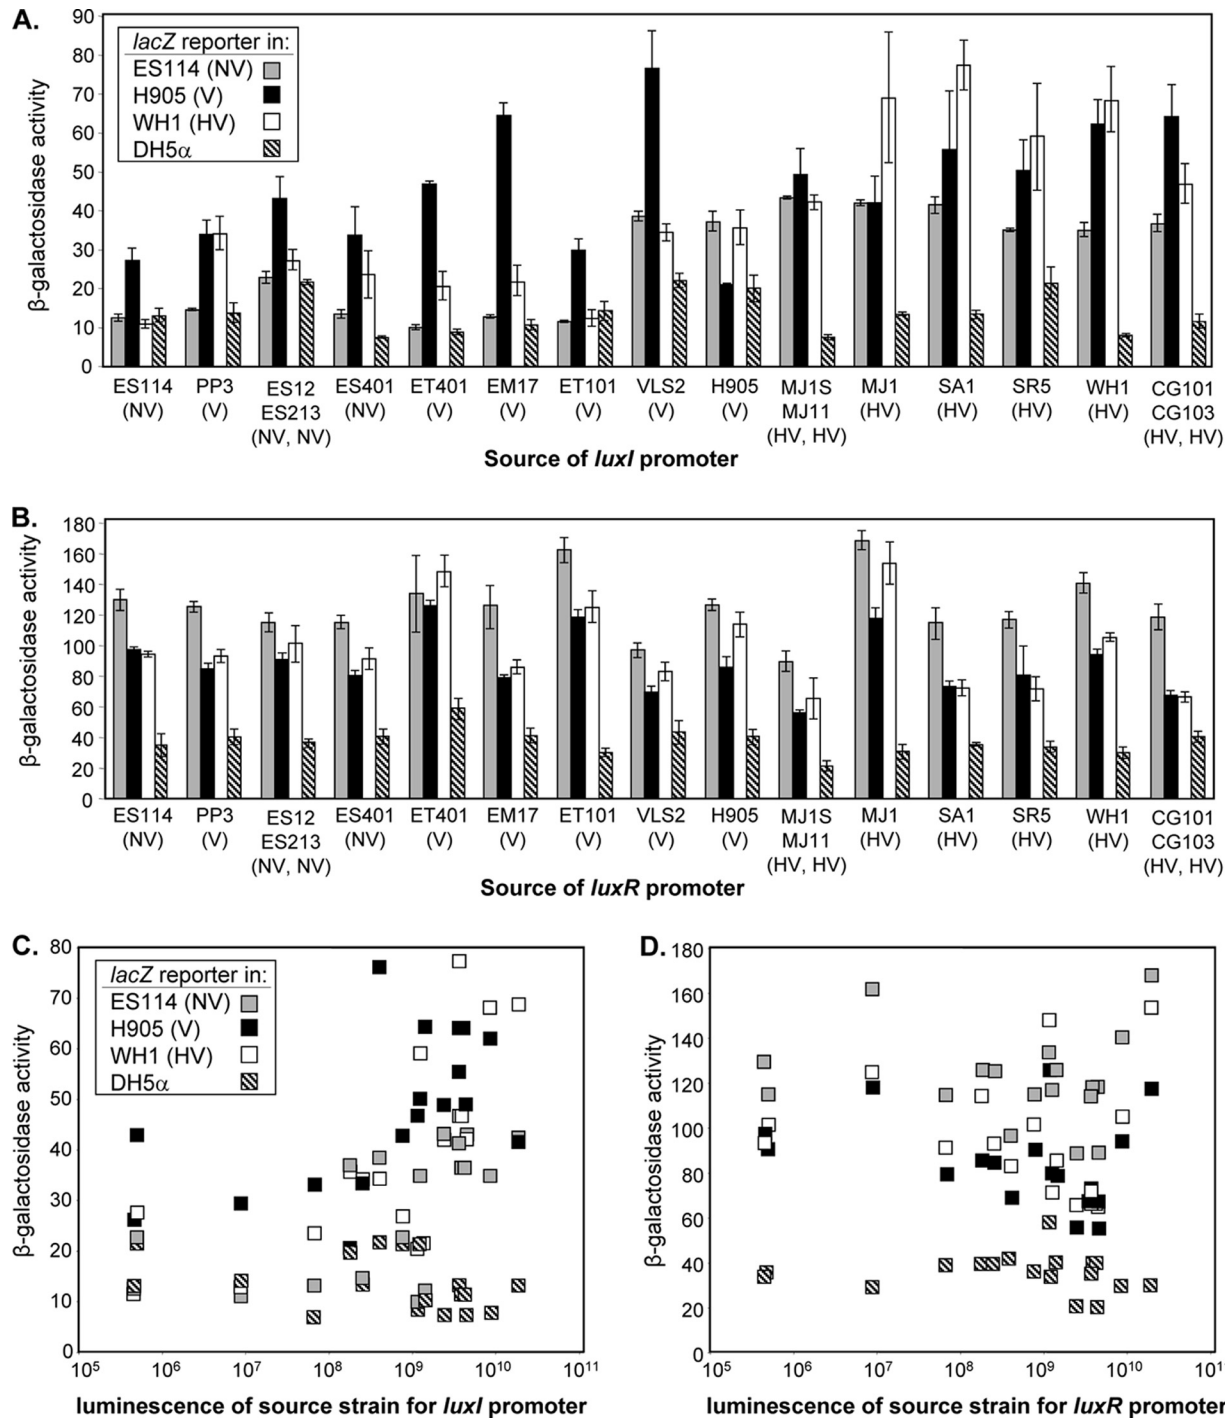 A.
β-galactosidase activity
90
80
70
60
50
40
30
20
10
0
lacZ reporter in:
ES114 (NV)
H905 (V)
WH1 (HV)
DH5α
ES114 PP3 ES12 ES401 ET401 EM17 ET101 VLS2 H905 MJ1S MJ1 SA1 SR5 WH1 CG101
(NV) (V) ES213 (NV) (V) (V) (V) (V) (V) MJ11 (HV) (HV) (HV) (HV) CG103
(NV, NV) (HV, HV) (HV, HV)
Source of luxI promoter
B.
β-galactosidase activity
180
160
140
120
100
80
60
40
20
0
ES114 PP3 ES12 ES401 ET401 EM17 ET101 VLS2 H905 MJ1S MJ1 SA1 SR5 WH1 CG101
(NV) (V) ES213 (NV) (V) (V) (V) (V) (V) MJ11 (HV) (HV) (HV) (HV) CG103
(NV, NV) (HV, HV) (HV, HV)
Source of luxR promoter
C.
β-galactosidase activity
80
70
60
50
40
30
20
10
0
lacZ reporter in:
ES114 (NV)
H905 (V)
WH1 (HV)
DH5α
10⁵ 10⁶ 10⁷ 10⁸ 10⁹ 10¹⁰ 10¹¹
luminescence of source strain for luxI promoter
D.
β-galactosidase activity
180
160
140
120
100
80
60
40
20
0
10⁵ 10⁶ 10⁷ 10⁸ 10⁹ 10¹⁰ 10¹¹
luminescence of source strain for luxR promoter